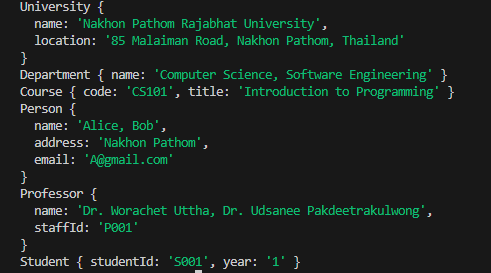 University {
  name: 'Nakhon Pathom Rajabhat University',
  location: '85 Malaiman Road, Nakhon Pathom, Thailand'
}
Department { name: 'Computer Science, Software Engineering' }
Course { code: 'CS101', title: 'Introduction to Programming' }
Person {
  name: 'Alice, Bob',
  address: 'Nakhon Pathom',
  email: 'A@gmail.com'
}
Professor {
  name: 'Dr. Worachet Uttha, Dr. Udsanee Pakdeetrakulwong',
  staffId: 'P001'
}
Student { studentId: 'S001', year: '1' }